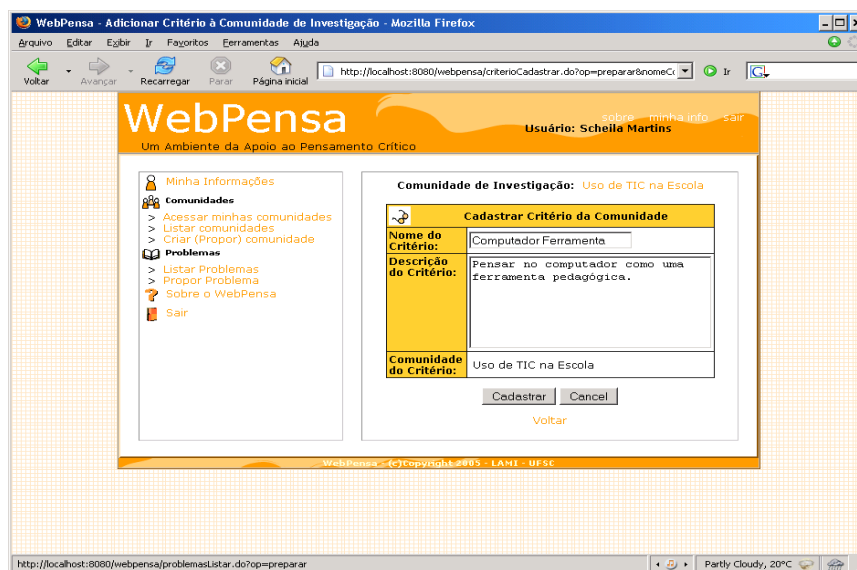 WebPensa - Adicionar Critério à Comunidade de Investigação - Mozilla Firefox
Arquivo Editar Exibir Ir Favoritos Ferramentas Ajuda
Voltar Avançar Recarregar Parar Página inicial http://localhost:8080/webpensa/criterioCadastrar.do?op=preparar&nomeCo Ir
WebPensa
sobre minha info sair
Usuário: Scheila Martins
Um Ambiente da Apoio ao Pensamento Crítico
Minha Informações
Comunidades
> Acessar minhas comunidades
> Listar comunidades
> Criar (Propor) comunidade
Problemas
> Listar Problemas
> Propor Problema
Sobre o WebPensa
Sair
Comunidade de Investigação: Uso de TIC na Escola
Cadastrar Critério da Comunidade
Nome do
Critério:
Computador Ferramenta
Descrição
do Critério:
Pensar no computador como uma
ferramenta pedagógica.
Comunidade
do Critério:
Uso de TIC na Escola
Cadastrar Cancel
Voltar
WebPensa - (c)Copyright 2005 - LAMI - UFSC
http://localhost:8080/webpensa/problemasListar.do?op=preparar
Partly Cloudy, 20°C